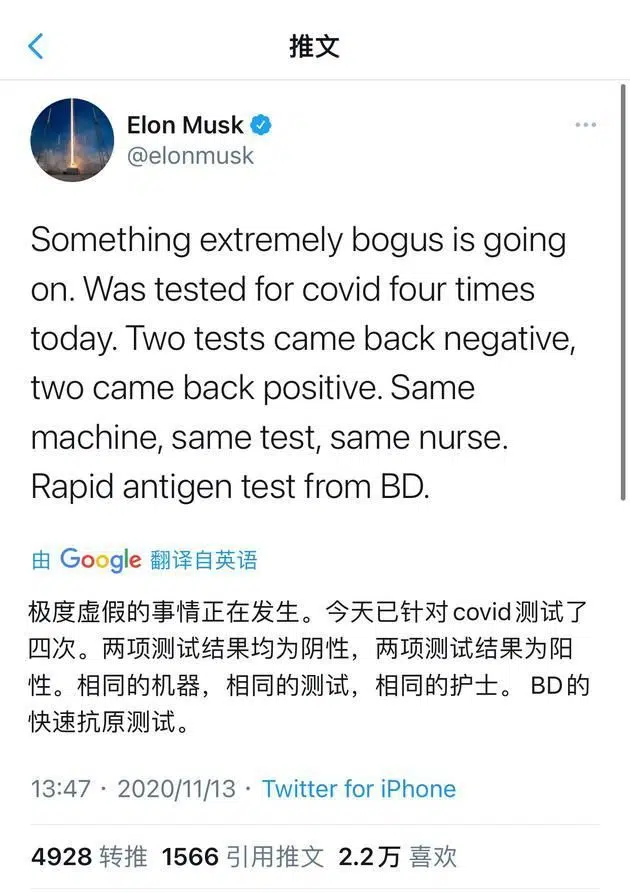 推文
Elon Musk
@elonmusk
Something extremely bogus is going
on. Was tested for covid four times
today. Two tests came back negative,
two came back positive. Same
machine, same test, same nurse.
Rapid antigen test from BD.
由 Google 翻译自英语
极度虚假的事情正在发生。今天已针对covid测试了
四次。两项测试结果均为阴性，两项测试结果为阳
性。相同的机器，相同的测试，相同的护士。 BD的
快速抗原测试。
13:47 · 2020/11/13 · Twitter for iPhone
4928 转推 1566 引用推文 2.2万 喜欢